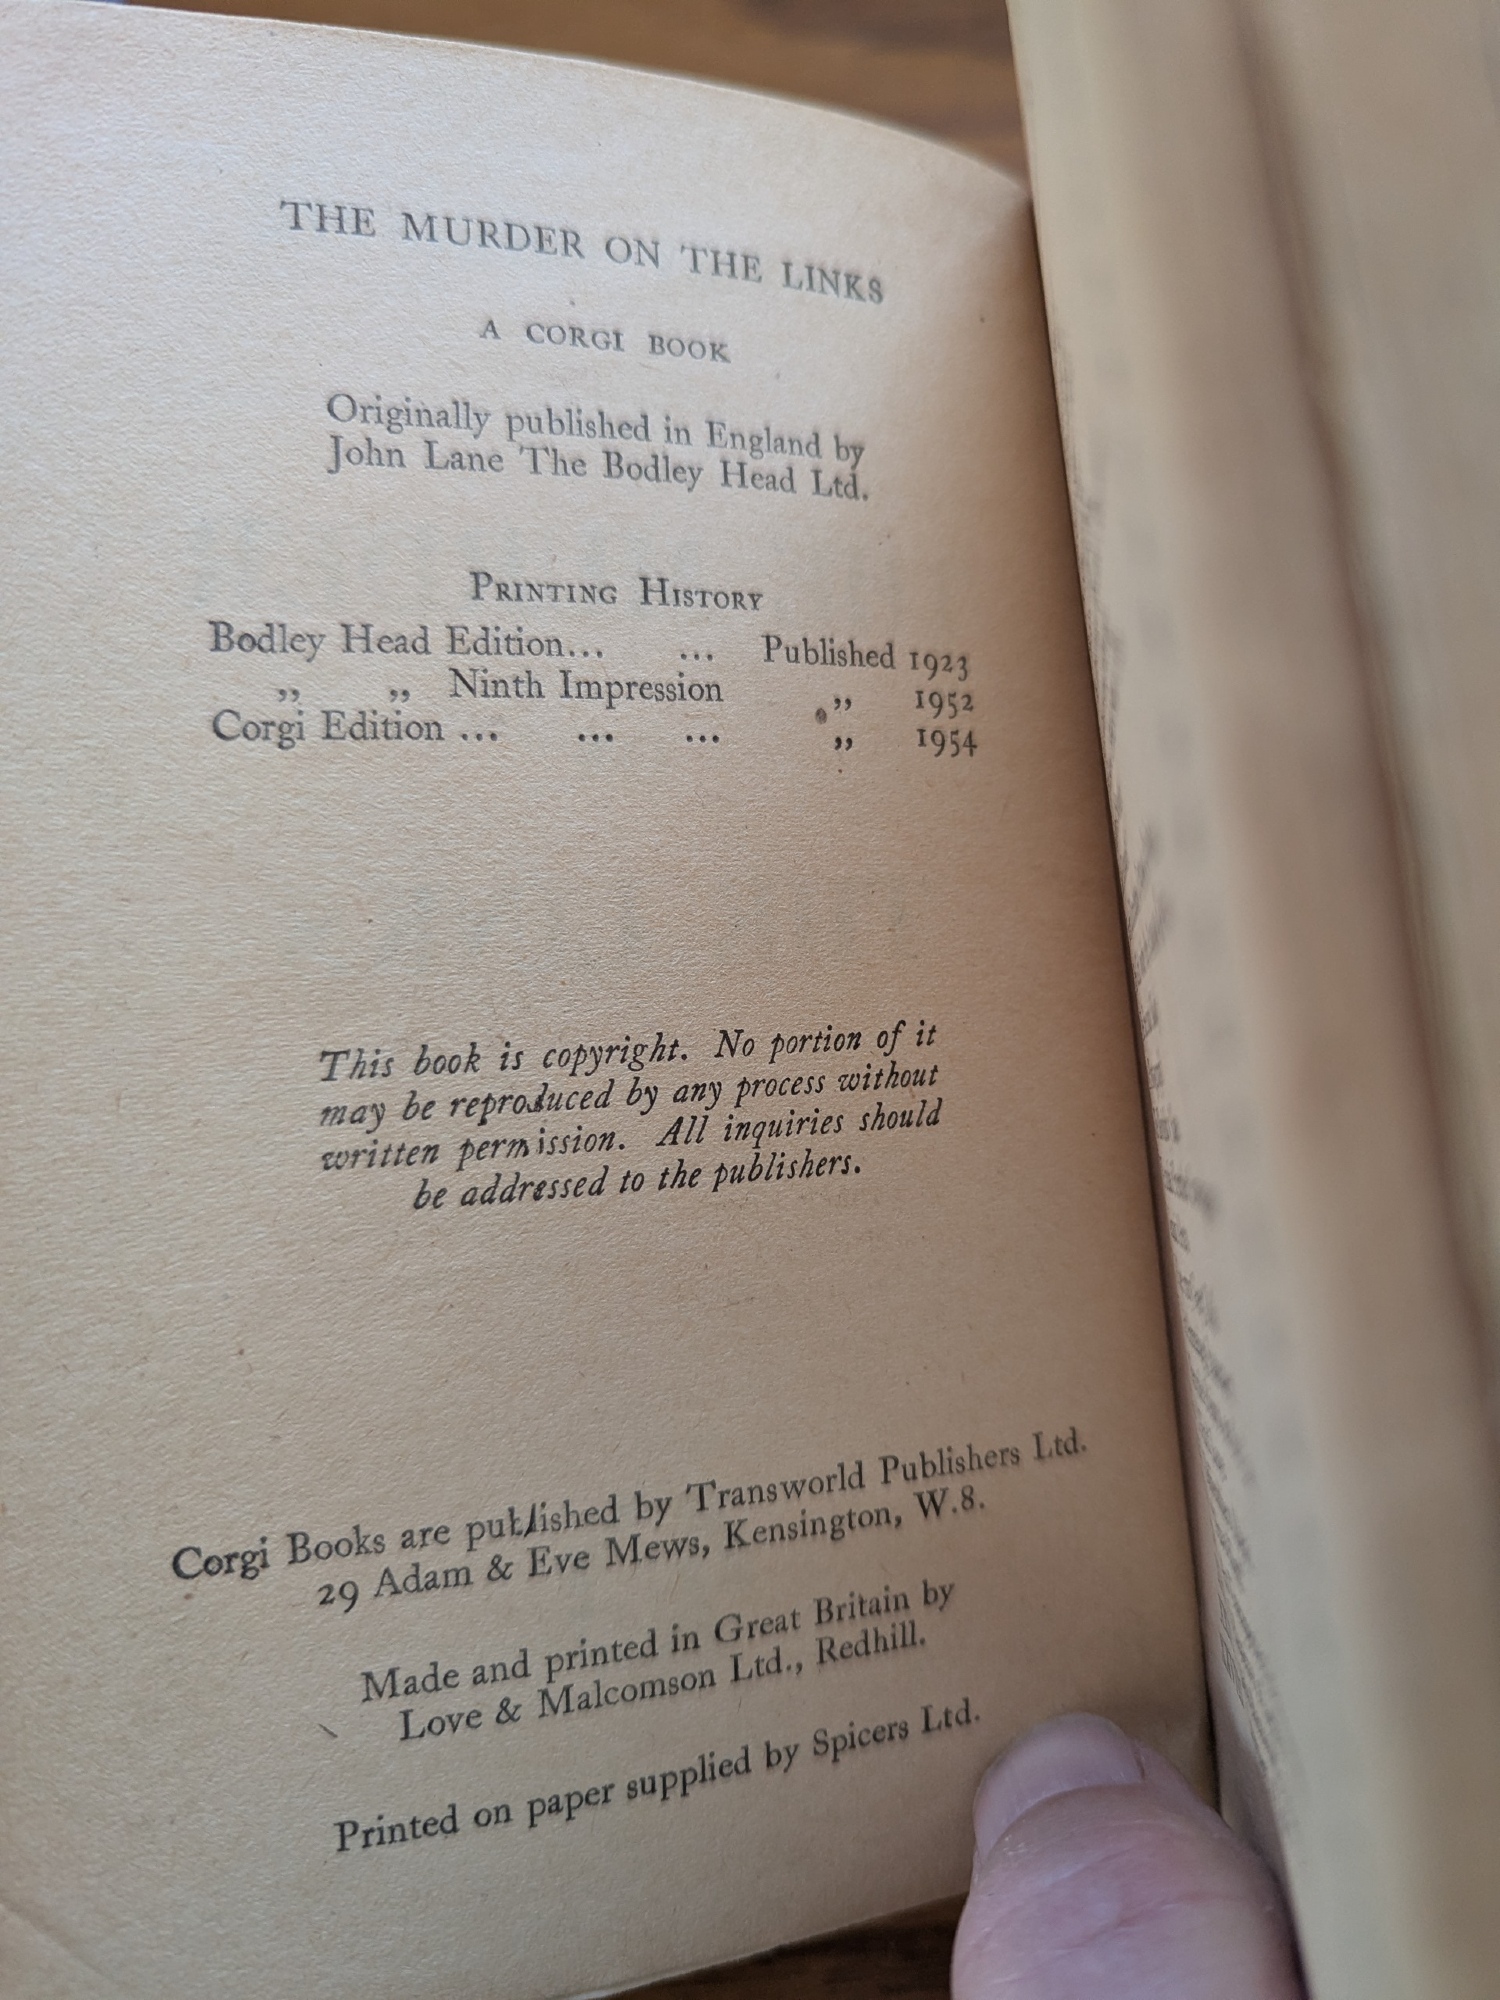 THE MURDER ON THE LINKS
A CORGI BOOK
Originally published in England by
John Lane The Bodley Head Ltd.
PRINTING HISTORY
Bodley Head Edition... ... Published 1923
„ „ Ninth Impression „ 1952
Corgi Edition ... ... ... „ 1954
This book is copyright. No portion of it
may be reproduced by any process without
written permission. All inquiries should
be addressed to the publishers.
Corgi Books are published by Transworld Publishers Ltd.
29 Adam & Eve Mews, Kensington, W.8.
Made and printed in Great Britain by
Love & Malcomson Ltd., Redhill.
Printed on paper supplied by Spicers Ltd.